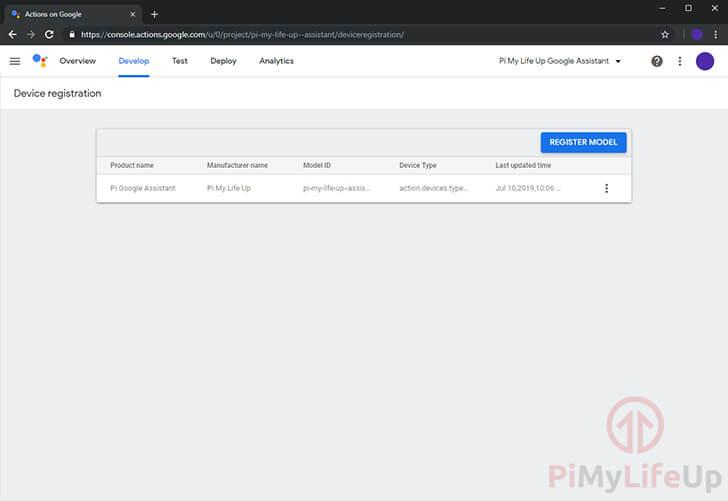 Actions on Google
https://console.actions.google.com/u/0/project/pi-my-life-up--assistant/deviceregistration/
Overview Develop Test Deploy Analytics Pi My Life Up Google Assistant
Device registration
REGISTER MODEL
Product name Manufacturer name Model ID Device Type Last updated time
Pi Google Assistant Pi My Life Up pi-my-life-up--assis... action.devices.type... Jul 10,2019,10:06:...
PiMyLifeUp